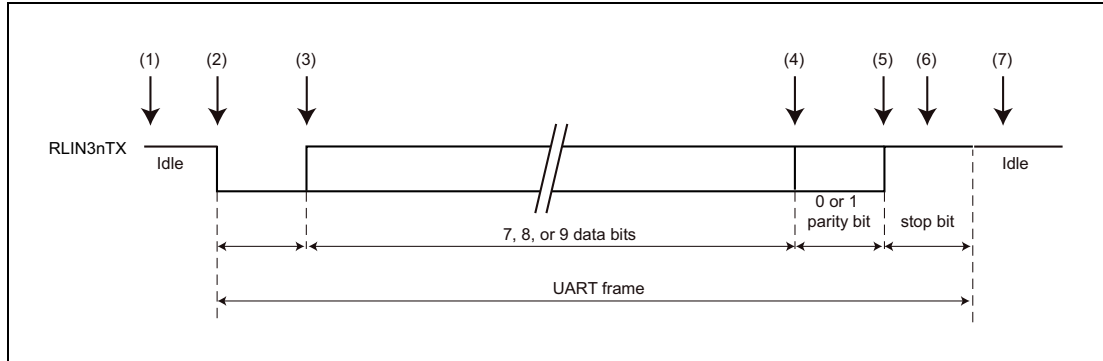 (1) (2) (3) (4) (5) (6) (7)
RLIN3nTX
Idle
Idle
0 or 1
parity bit
stop bit
7, 8, or 9 data bits
UART frame